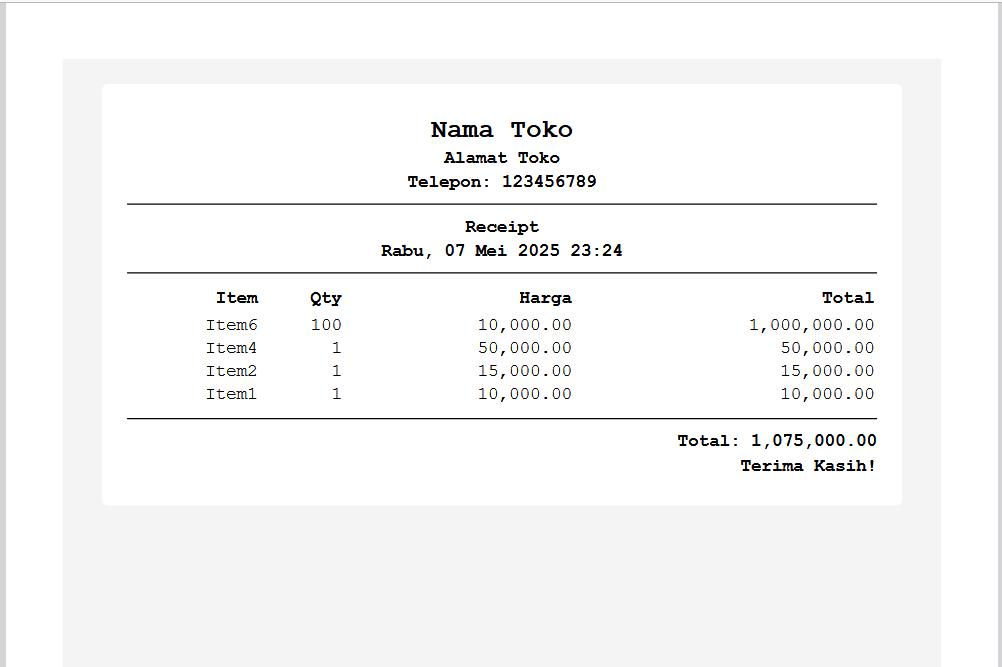 Nama Toko
Alamat Toko
Telepon: 123456789
Receipt
Rabu, 07 Mei 2025 23:24
Item Qty Harga Total
Item6 100 10,000.00 1,000,000.00
Item4 1 50,000.00 50,000.00
Item2 1 15,000.00 15,000.00
Item1 1 10,000.00 10,000.00
Total: 1,075,000.00
Terima Kasih!